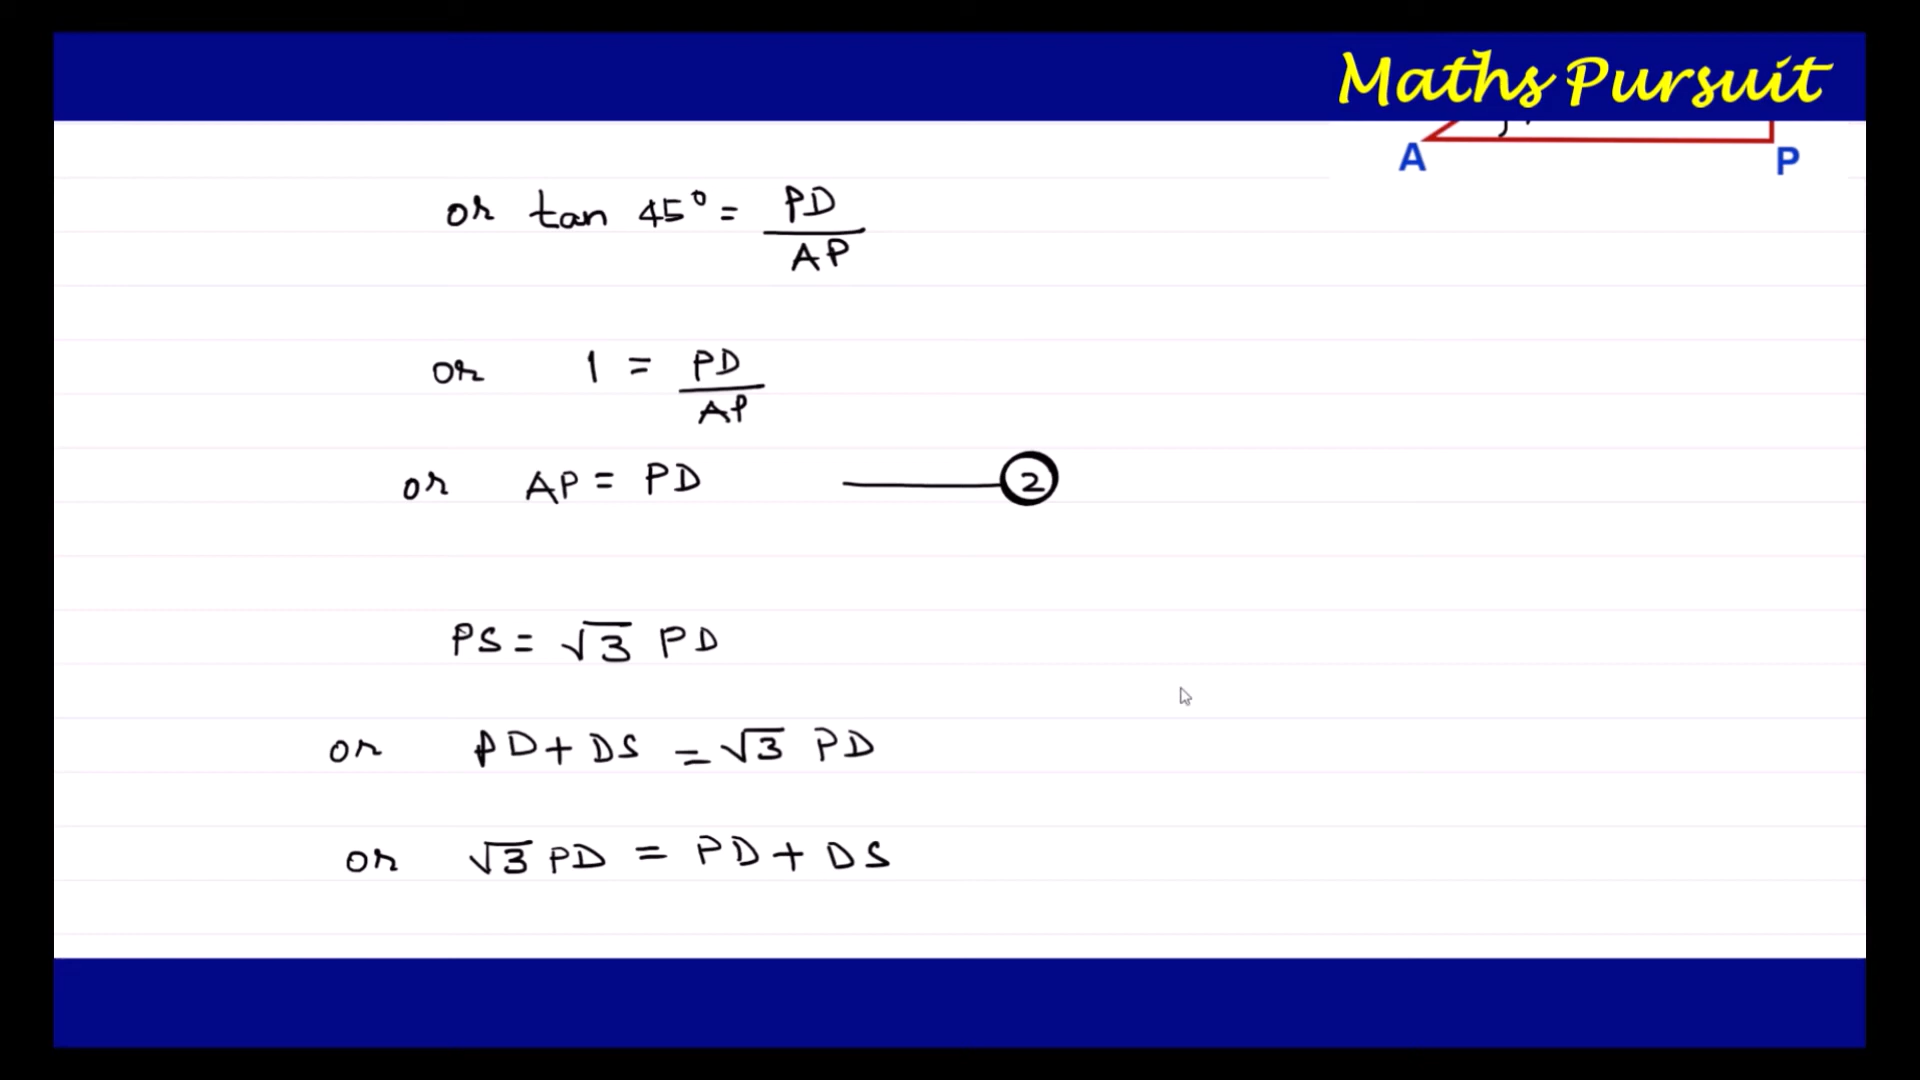 Maths Pursuit
A P
or tan 45° = PD/AP
or 1 = PD/AP
or AP = PD ——— 2
PS = √3 PD
or PD + DS = √3 PD
or √3 PD = PD + DS